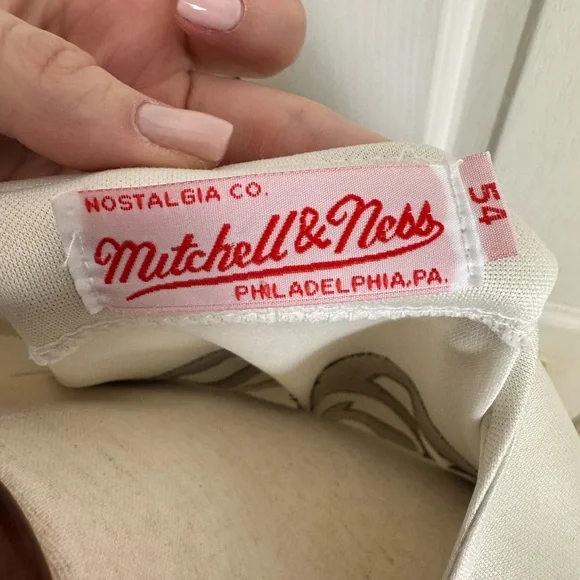 NOSTALGIA CO.
Mitchell & Ness
PHILADELPHIA, PA.
54